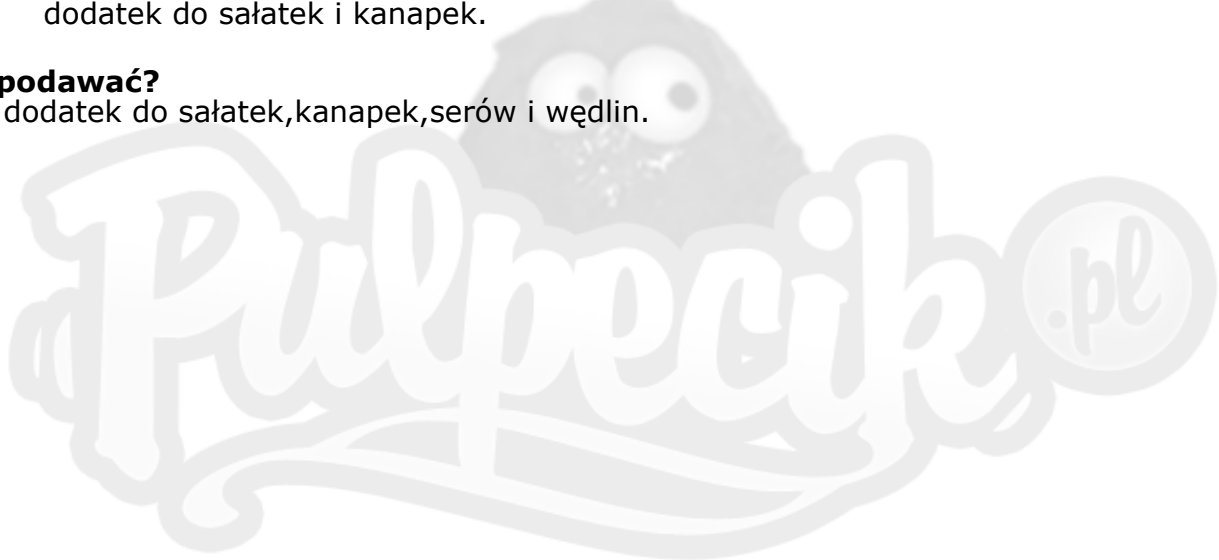 dodatek do sałatek i kanapek.
podawać?
dodatek do sałatek,kanapek,serów i wędlin.
Pulpecik.pl